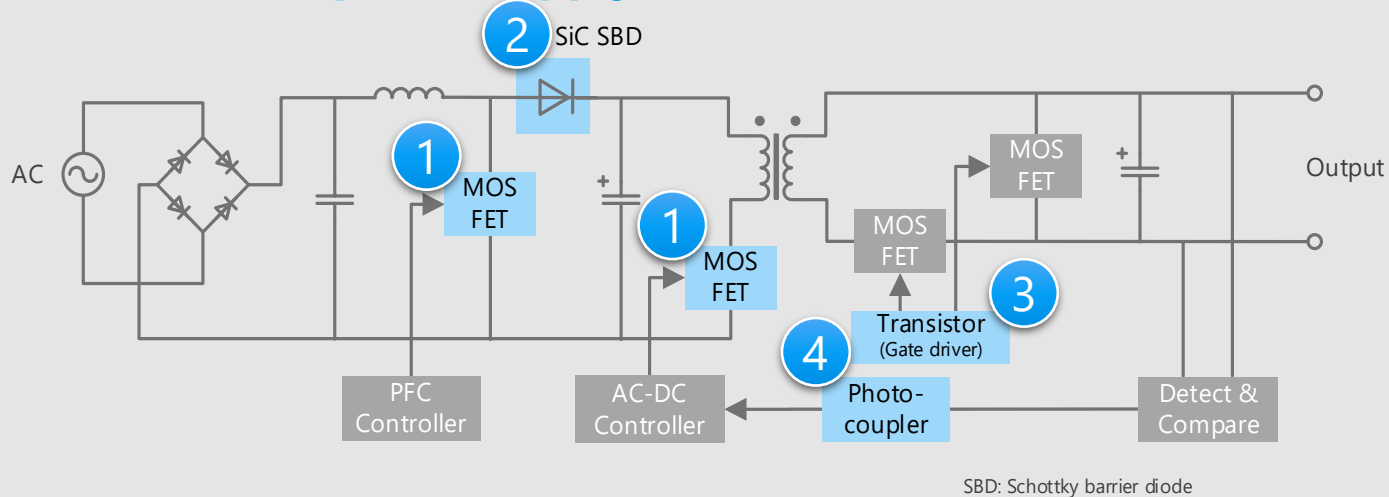 2
SiC SBD
AC
1
MOS
FET
1
MOS
FET
MOS
FET
MOS
FET
Output
3
Transistor
(Gate driver)
4
PFC
Controller
AC-DC
Controller
Photo-
coupler
Detect &
Compare
SBD: Schottky barrier diode